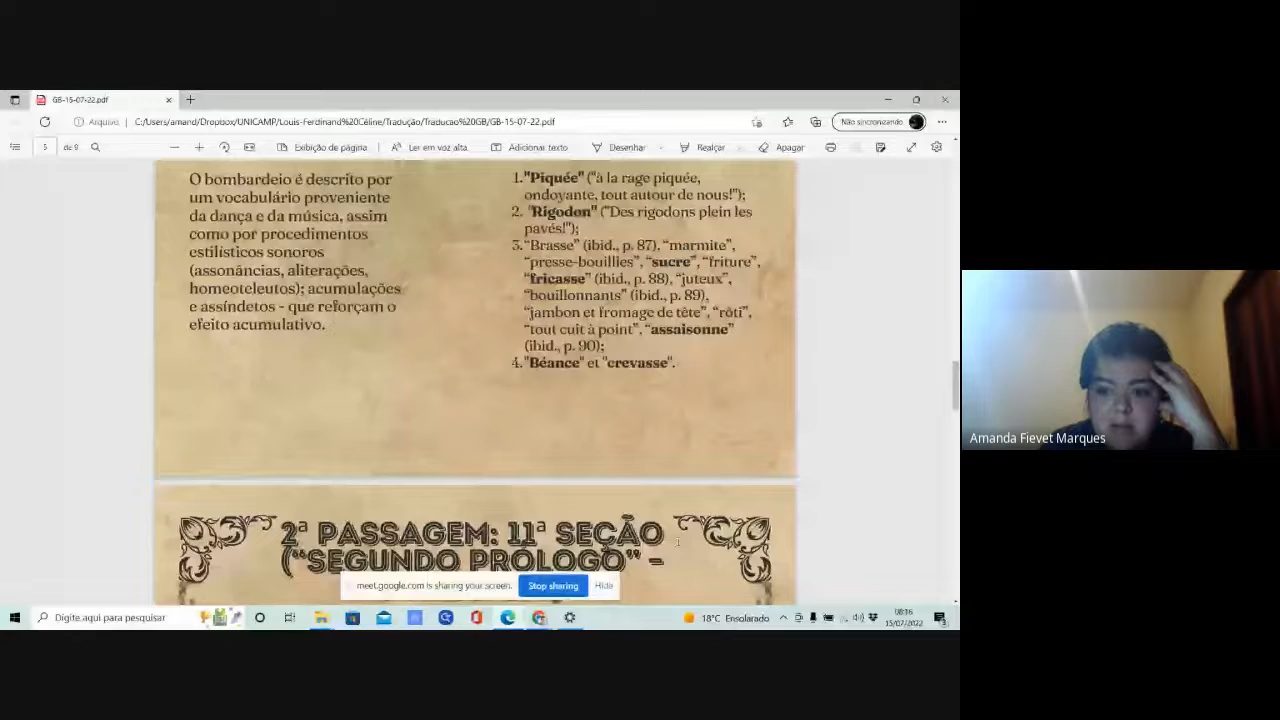 GB-15-07-22.pdf
Arquivo
C:/Users/amand/Dropbox/UNICAMP/Louis-Ferdinand%20Céline/Tradução/Traducao%20GB/GB-15-07-22.pdf
Não sincronizando
5 de 9
Exibição de página
Ler em voz alta
Adicionar texto
Desenhar
Realçar
Apagar
O bombardeio é descrito por
um vocabulário proveniente
da dança e da música, assim
como por procedimentos
estilísticos sonoros
(assonâncias, aliterações,
homeoteleutos); acumulações
e assíndetos - que reforçam o
efeito acumulativo.
1. "Piquée" ("à la rage piquée,
ondoyante, tout autour de nous!");
2. "Rigodon" ("Des rigodons plein les
pavés!");
3. "Brasse" (ibid., p. 87), "marmite",
"presse-bouillies", "sucre", "friture",
"fricasse" (ibid., p. 88), "juteux",
"bouillonnants" (ibid., p. 89),
"jambon et fromage de tête", "rôti",
"tout cuit à point", "assaisonne"
(ibid., p. 90);
4. "Béance" et "crevasse".
2ª PASSAGEM: 11ª SEÇÃO
("SEGUNDO PRÓLOGO" -
meet.google.com is sharing your screen.
Stop sharing
Hide
Amanda Fievet Marques
Digite aqui para pesquisar
18°C Ensolarado
08:36
15/07/2022